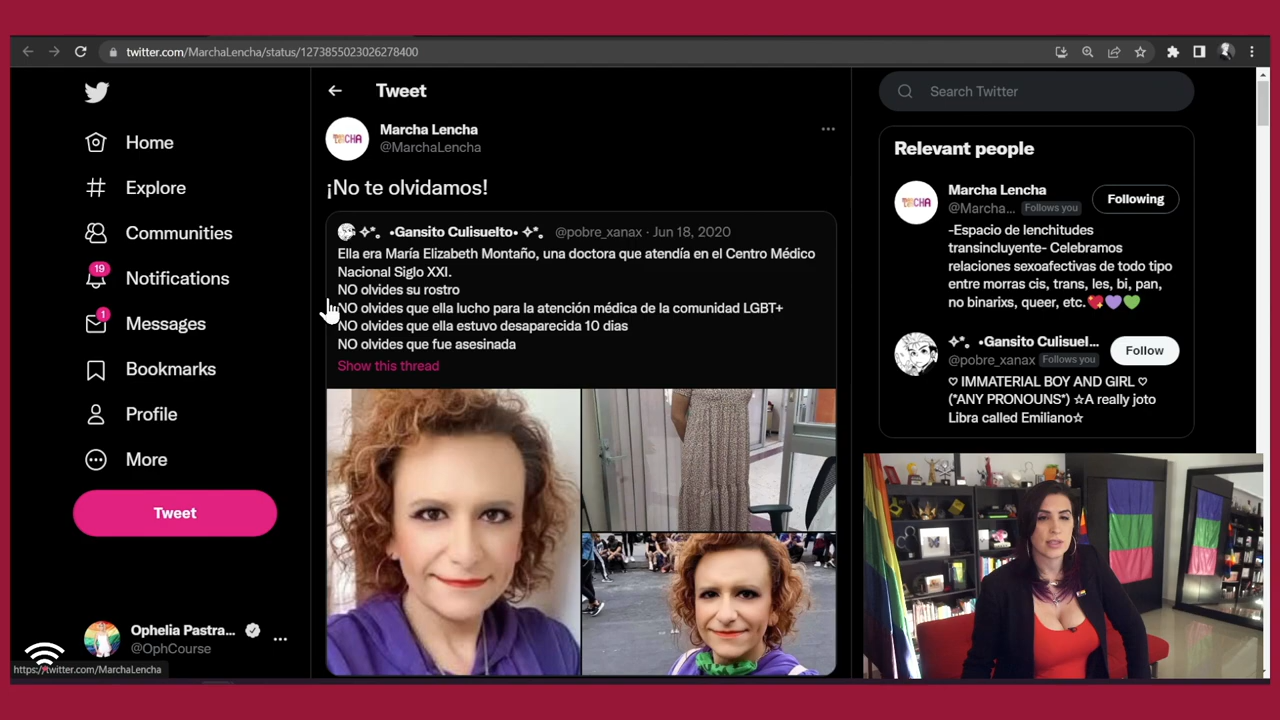 twitter.com/MarchaLencha/status/1273855023026278400
Home
Explore
Communities
19
Notifications
1
Messages
Bookmarks
Profile
More
Tweet
Ophelia Pastra...
@OphCourse
https://twitter.com/MarchaLencha
Tweet
Marcha Lencha
@MarchaLencha
¡No te olvidamos!
•Gansito Culisuelto• @pobre_xanax · Jun 18, 2020
Ella era María Elizabeth Montaño, una doctora que atendía en el Centro Médico
Nacional Siglo XXI.
NO olvides su rostro
NO olvides que ella lucho para la atención médica de la comunidad LGBT+
NO olvides que ella estuvo desaparecida 10 dias
NO olvides que fue asesinada
Show this thread
Search Twitter
Relevant people
Marcha Lencha
@Marcha... Follows you
Following
-Espacio de lenchitudes
transincluyente- Celebramos
relaciones sexoafectivas de todo tipo
entre morras cis, trans, les, bi, pan,
no binarixs, queer, etc.
•Gansito Culisuel...
@pobre_xanax Follows you
Follow
♡ IMMATERIAL BOY AND GIRL ♡
(*ANY PRONOUNS*) ☆A really joto
Libra called Emiliano☆